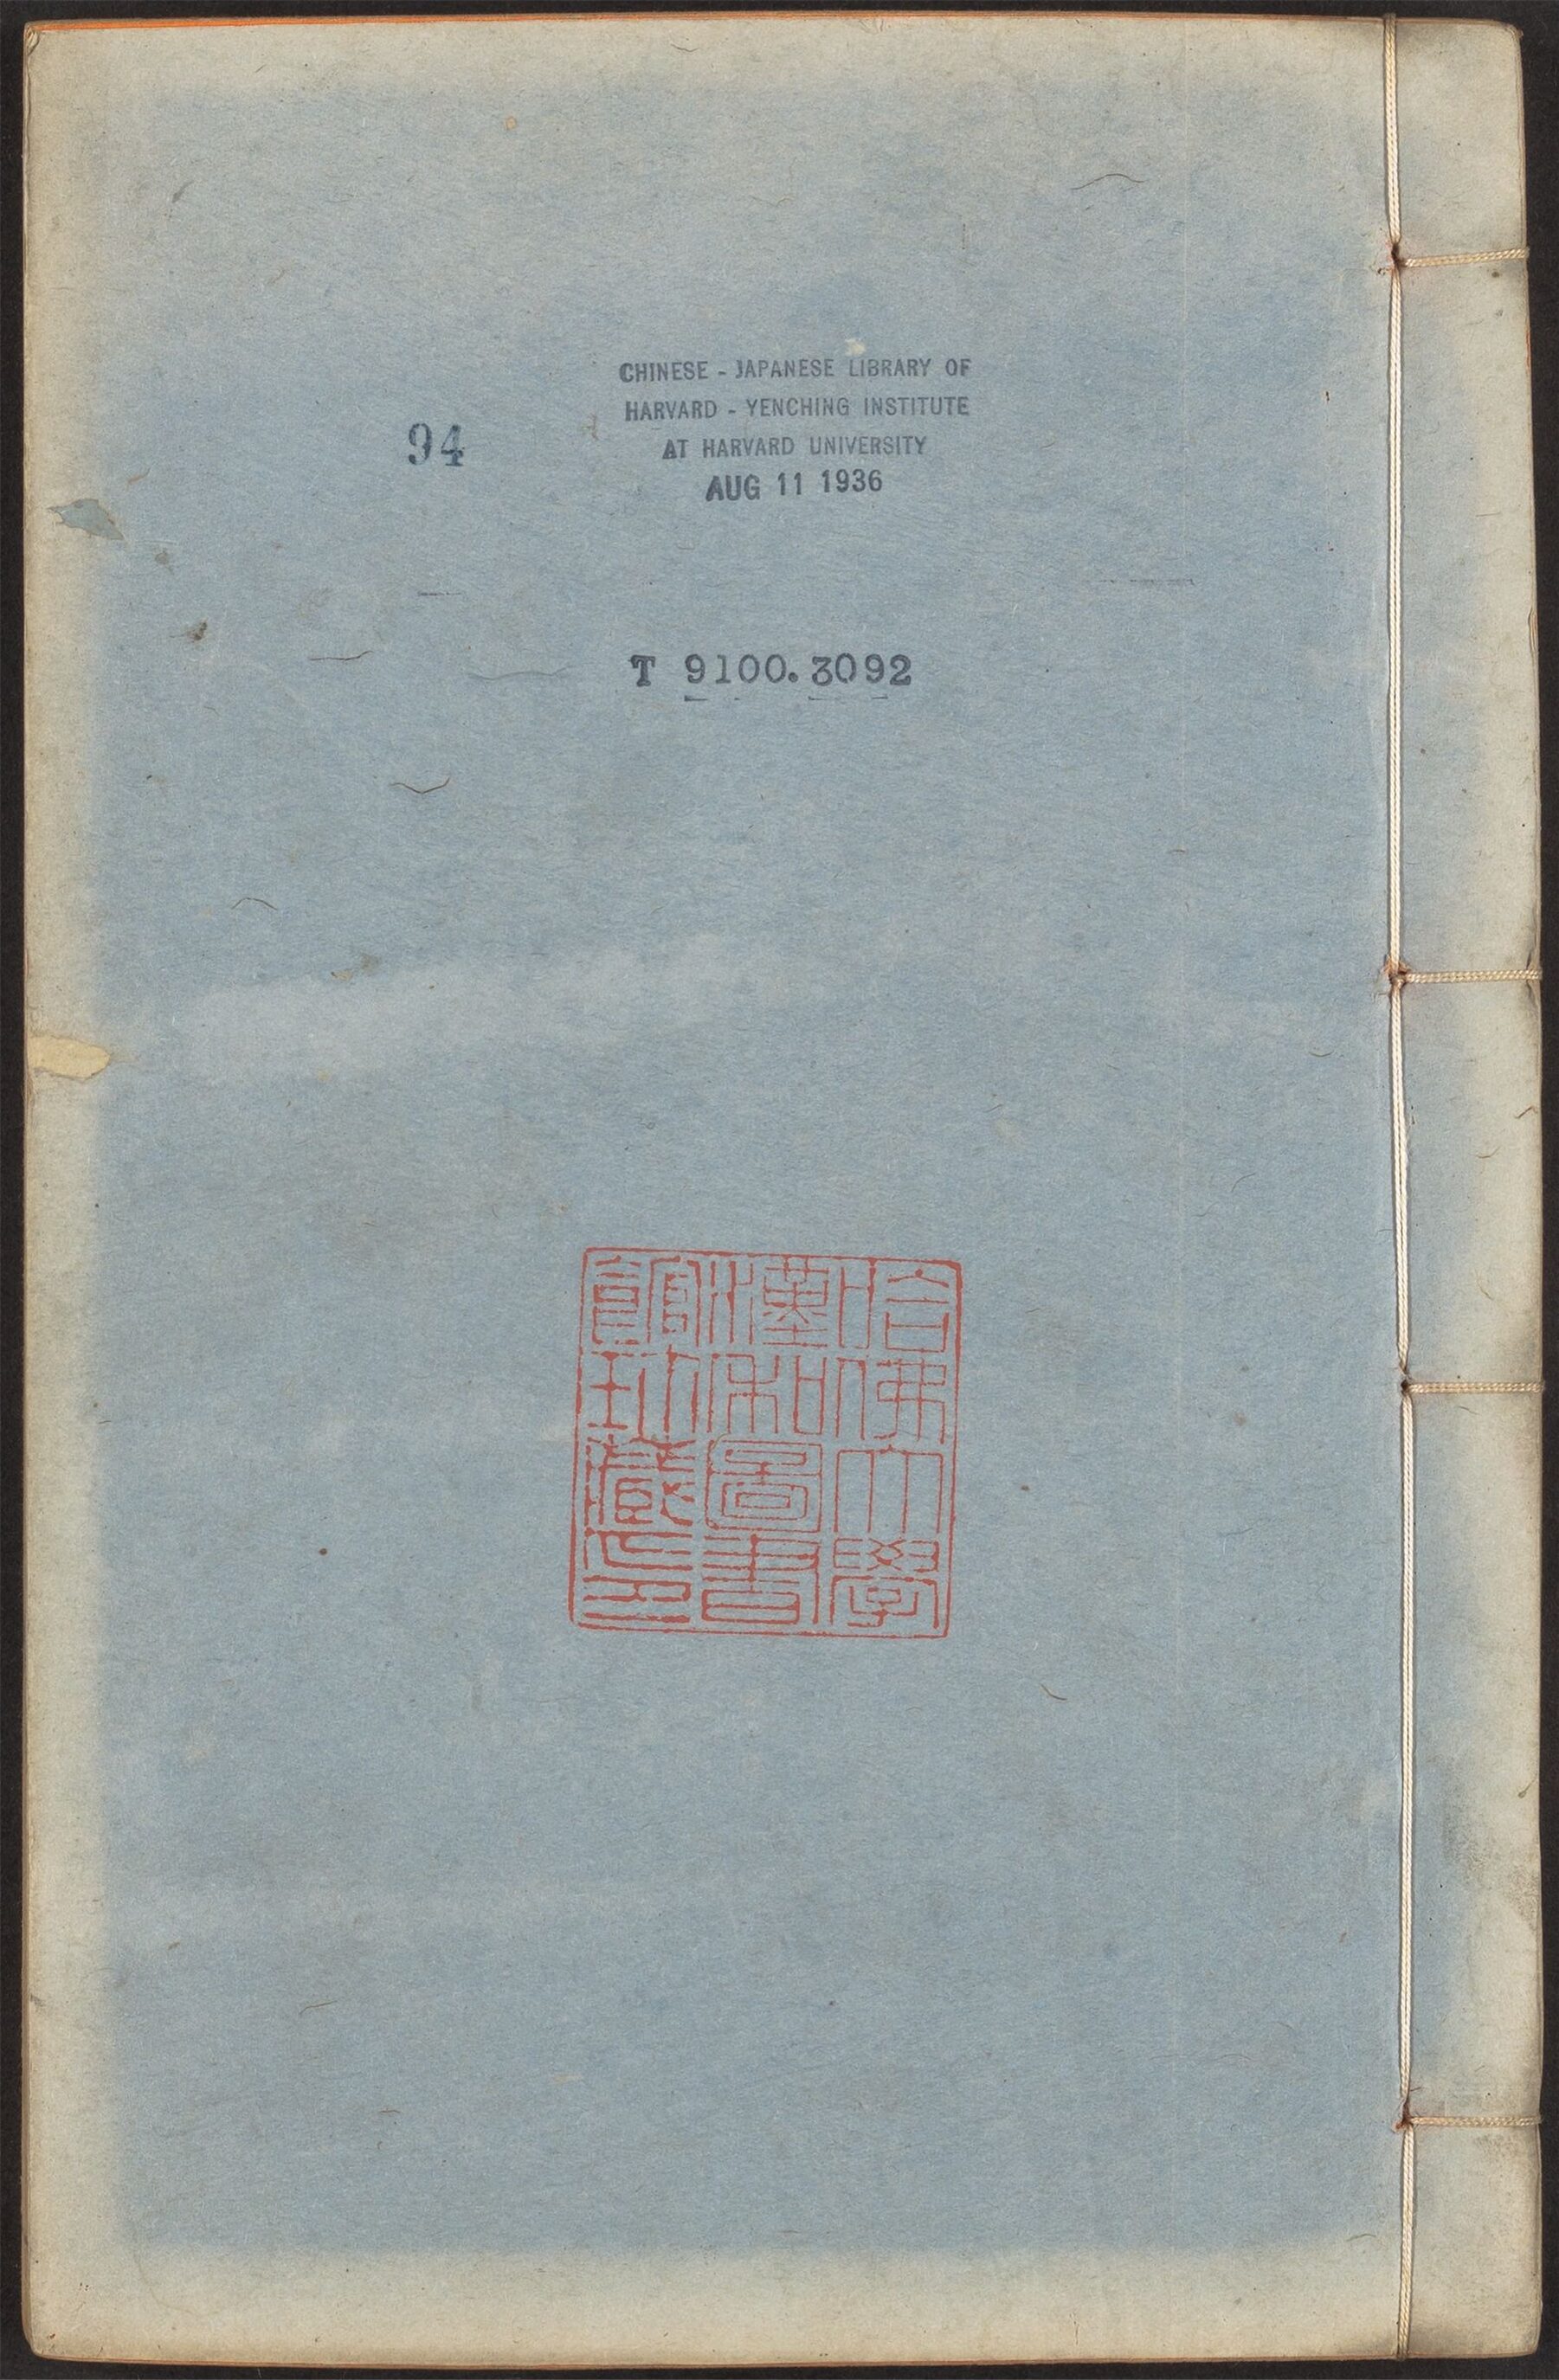 CHINESE - JAPANESE LIBRARY OF
HARVARD - YENCHING INSTITUTE
AT HARVARD UNIVERSITY
AUG 11 1936
94
T 9100.3092
哈佛大學
漢和圖書
館珍藏印